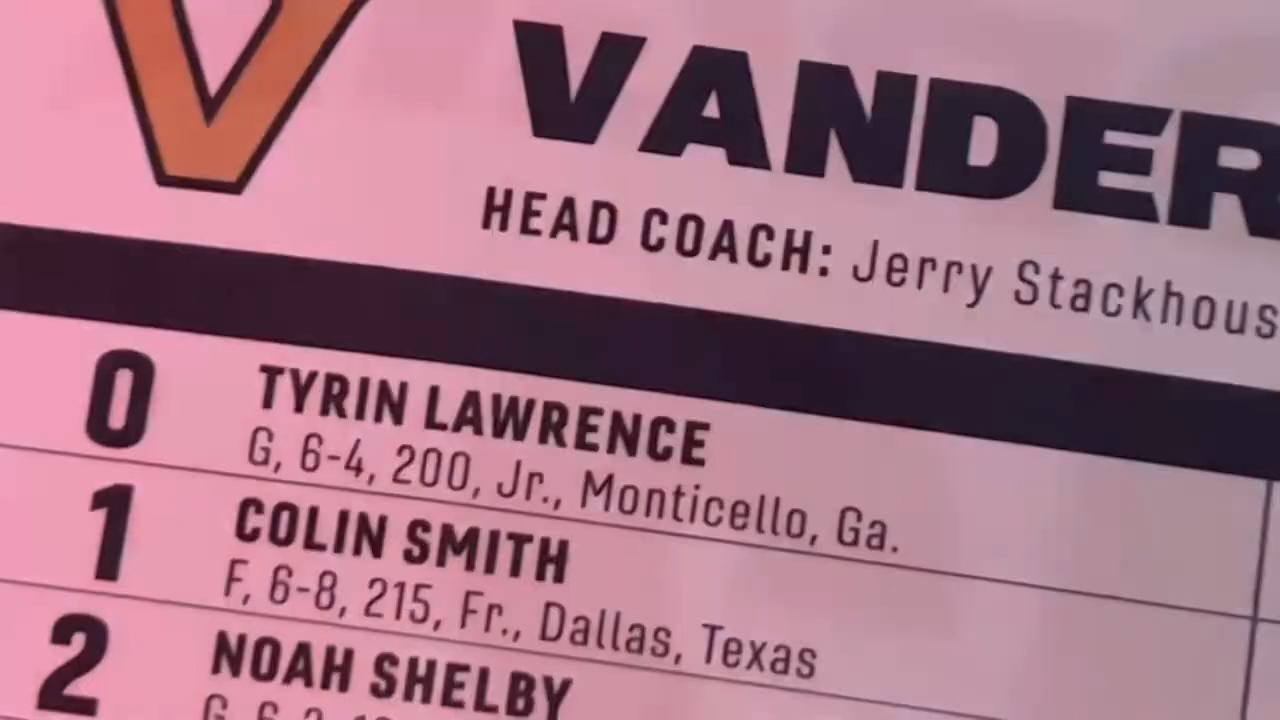 V
VANDER
HEAD COACH: Jerry Stackhous
0 TYRIN LAWRENCE
G, 6-4, 200, Jr., Monticello, Ga.
1 COLIN SMITH
F, 6-8, 215, Fr., Dallas, Texas
2 NOAH SHELBY